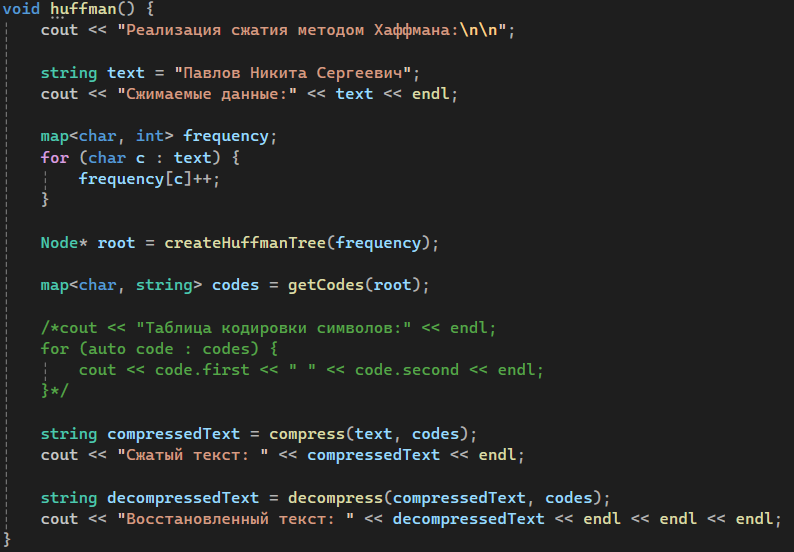 void huffman() {
cout << "Реализация сжатия методом Хаффмана:\n\n";
string text = "Павлов Никита Сергеевич";
cout << "Сжимаемые данные:" << text << endl;
map<char, int> frequency;
for (char c : text) {
frequency[c]++;
}
Node* root = createHuffmanTree(frequency);
map<char, string> codes = getCodes(root);
/*cout << "Таблица кодировки символов:" << endl;
for (auto code : codes) {
cout << code.first << " " << code.second << endl;
}*/
string compressedText = compress(text, codes);
cout << "Сжатый текст: " << compressedText << endl;
string decompressedText = decompress(compressedText, codes);
cout << "Восстановленный текст: " << decompressedText << endl << endl << endl;
}